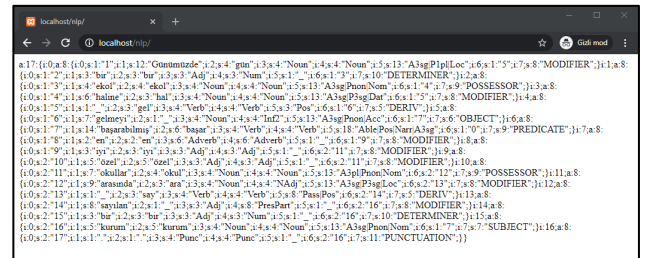 localhost/nlp/
localhost/nlp/
Gizli mod
a:17:{i:0;a:8:{i:0;s:1:"1";i:1;s:12:"Günümüzde";i:2;s:4:"gün";i:3;s:4:"Noun";i:4;s:4:"Noun";i:5;s:13:"A3sg|P1pl|Loc";i:6;s:1:"5";i:7;s:8:"MODIFIER";}i:1;a:8:
{i:0;s:1:"2";i:1;s:3:"bir";i:2;s:3:"bir";i:3;s:3:"Adj";i:4;s:3:"Num";i:5;s:1:"_";i:6;s:1:"3";i:7;s:10:"DETERMINER";}i:2;a:8:
{i:0;s:1:"3";i:1;s:4:"ekol";i:2;s:4:"ekol";i:3;s:4:"Noun";i:4;s:4:"Noun";i:5;s:13:"A3sg|Pnon|Nom";i:6;s:1:"4";i:7;s:9:"POSSESSOR";}i:3;a:8:
{i:0;s:1:"4";i:1;s:6:"haline";i:2;s:3:"hal";i:3;s:4:"Noun";i:4;s:4:"Noun";i:5;s:13:"A3sg|P3sg|Dat";i:6;s:1:"5";i:7;s:8:"MODIFIER";}i:4;a:8:
{i:0;s:1:"5";i:1;s:1:"_";i:2;s:3:"gel";i:3;s:4:"Verb";i:4;s:4:"Verb";i:5;s:3:"Pos";i:6;s:1:"6";i:7;s:5:"DERIV";}i:5;a:8:
{i:0;s:1:"6";i:1;s:7:"gelmeyi";i:2;s:1:"_";i:3;s:4:"Noun";i:4;s:4:"Inf2";i:5;s:13:"A3sg|Pnon|Acc";i:6;s:1:"7";i:7;s:6:"OBJECT";}i:6;a:8:
{i:0;s:1:"7";i:1;s:14:"başarabilmiş";i:2;s:6:"başar";i:3;s:4:"Verb";i:4;s:4:"Verb";i:5;s:18:"Able|Pos|Narr|A3sg";i:6;s:1:"0";i:7;s:9:"PREDICATE";}i:7;a:8:
{i:0;s:1:"8";i:1;s:2:"en";i:2;s:2:"en";i:3;s:6:"Adverb";i:4;s:6:"Adverb";i:5;s:1:"_";i:6;s:1:"9";i:7;s:8:"MODIFIER";}i:8;a:8:
{i:0;s:1:"9";i:1;s:3:"iyi";i:2;s:3:"iyi";i:3;s:3:"Adj";i:4;s:3:"Adj";i:5;s:1:"_";i:6;s:2:"11";i:7;s:8:"MODIFIER";}i:9;a:8:
{i:0;s:2:"10";i:1;s:5:"özel";i:2;s:5:"özel";i:3;s:3:"Adj";i:4;s:3:"Adj";i:5;s:1:"_";i:6;s:2:"11";i:7;s:8:"MODIFIER";}i:10;a:8:
{i:0;s:2:"11";i:1;s:7:"okullar";i:2;s:4:"okul";i:3;s:4:"Noun";i:4;s:4:"Noun";i:5;s:13:"A3pl|Pnon|Nom";i:6;s:2:"12";i:7;s:9:"POSSESSOR";}i:11;a:8:
{i:0;s:2:"12";i:1;s:9:"arasında";i:2;s:3:"ara";i:3;s:4:"Noun";i:4;s:4:"NAdj";i:5;s:13:"A3sg|P3sg|Loc";i:6;s:2:"13";i:7;s:8:"MODIFIER";}i:12;a:8:
{i:0;s:2:"13";i:1;s:1:"_";i:2;s:3:"say";i:3;s:4:"Verb";i:4;s:4:"Verb";i:5;s:8:"Pass|Pos";i:6;s:2:"14";i:7;s:5:"DERIV";}i:13;a:8:
{i:0;s:2:"14";i:1;s:8:"sayılan";i:2;s:1:"_";i:3;s:3:"Adj";i:4;s:8:"PresPart";i:5;s:1:"_";i:6;s:2:"16";i:7;s:8:"MODIFIER";}i:14;a:8:
{i:0;s:2:"15";i:1;s:3:"bir";i:2;s:3:"bir";i:3;s:3:"Adj";i:4;s:3:"Num";i:5;s:1:"_";i:6;s:2:"16";i:7;s:10:"DETERMINER";}i:15;a:8:
{i:0;s:2:"16";i:1;s:5:"kurum";i:2;s:5:"kurum";i:3;s:4:"Noun";i:4;s:4:"Noun";i:5;s:13:"A3sg|Pnon|Nom";i:6;s:1:"7";i:7;s:7:"SUBJECT";}i:16;a:8:
{i:0;s:2:"17";i:1;s:1:".";i:2;s:1:".";i:3;s:4:"Punc";i:4;s:4:"Punc";i:5;s:1:"_";i:6;s:2:"16";i:7;s:11:"PUNCTUATION";}}